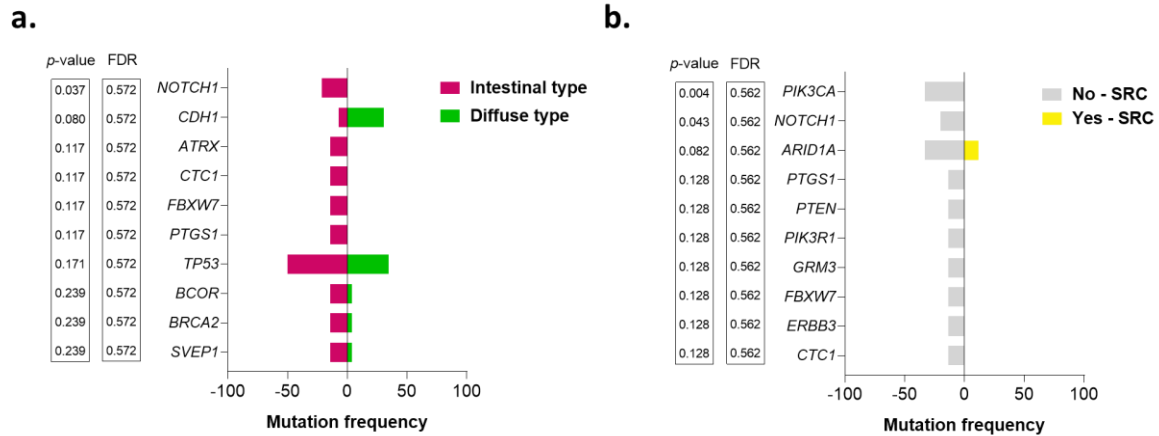 a.
p-value FDR
0.037 0.572 NOTCH1
0.080 0.572 CDH1
0.117 0.572 ATRX
0.117 0.572 CTC1
0.117 0.572 FBXW7
0.117 0.572 PTGS1
0.171 0.572 TP53
0.239 0.572 BCOR
0.239 0.572 BRCA2
0.239 0.572 SVEP1
Intestinal type
Diffuse type
-100 -50 0 50 100
Mutation frequency
b.
p-value FDR
0.004 0.562 PIK3CA
0.043 0.562 NOTCH1
0.082 0.562 ARID1A
0.128 0.562 PTGS1
0.128 0.562 PTEN
0.128 0.562 PIK3R1
0.128 0.562 GRM3
0.128 0.562 FBXW7
0.128 0.562 ERBB3
0.128 0.562 CTC1
No - SRC
Yes - SRC
-100 -50 0 50 100
Mutation frequency